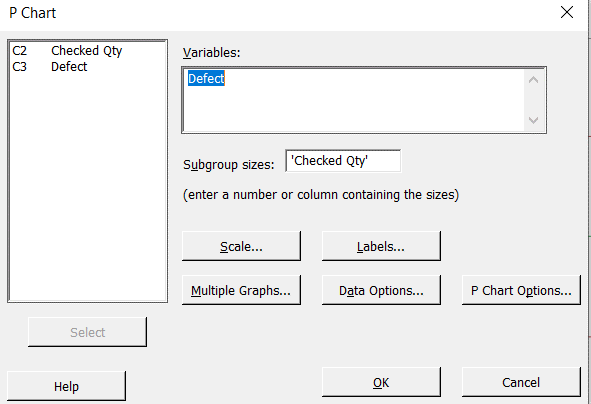 P Chart
C2 Checked Qty
C3 Defect
Variables:
Defect
Subgroup sizes: 'Checked Qty'
(enter a number or column containing the sizes)
Scale... Labels...
Multiple Graphs... Data Options... P Chart Options...
Select
Help OK Cancel